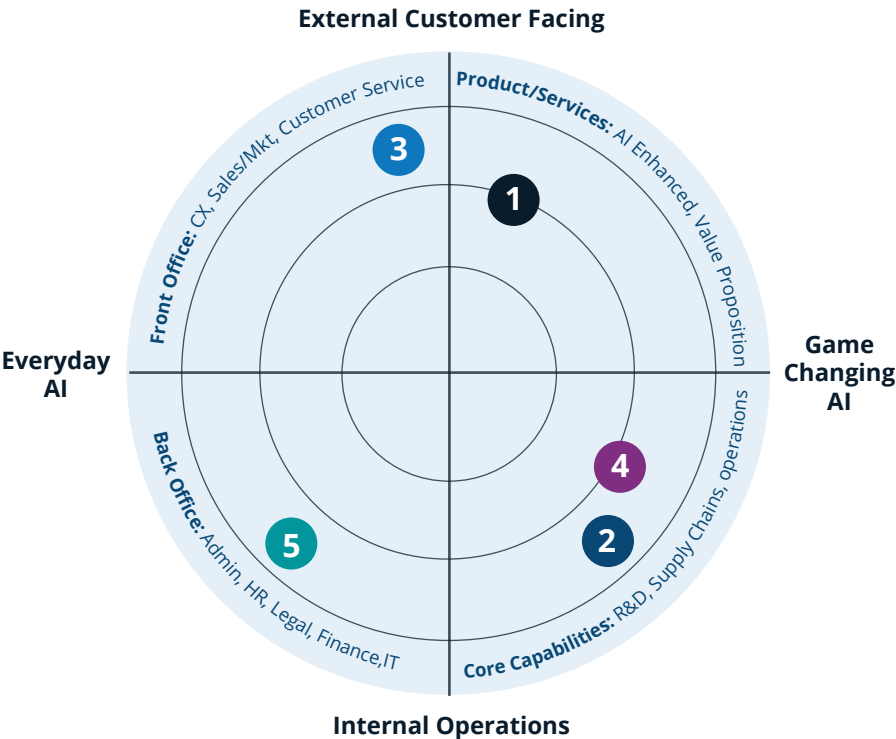 External Customer Facing
Front Office: CX, Sales/Mkt, Customer Service
Product/Services: AI Enhanced, Value Proposition
3
1
Everyday
AI
Game
Changing
AI
4
2
5
Back Office: Admin, HR, Legal, Finance,IT
Core Capabilities: R&D, Supply Chains, operations
Internal Operations